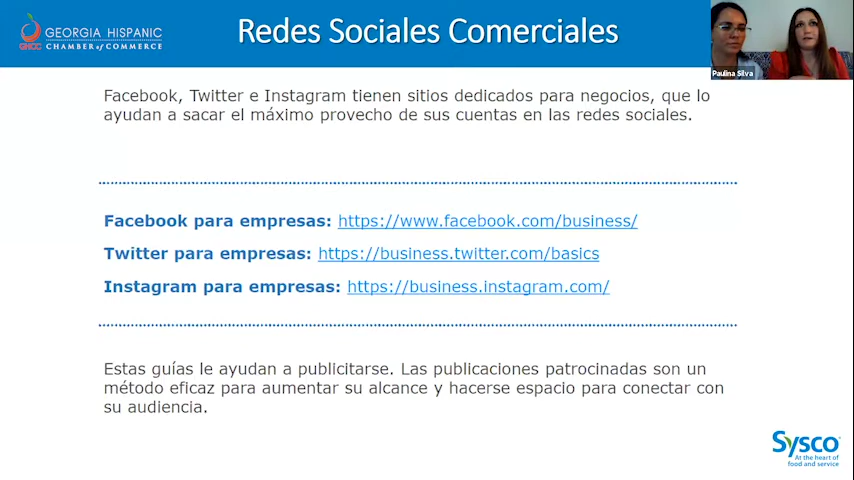 GEORGIA HISPANIC
GHCC CHAMBER of COMMERCE
Redes Sociales Comerciales
Paulina Silva
Facebook, Twitter e Instagram tienen sitios dedicados para negocios, que lo
ayudan a sacar el máximo provecho de sus cuentas en las redes sociales.
Facebook para empresas: https://www.facebook.com/business/
Twitter para empresas: https://business.twitter.com/basics
Instagram para empresas: https://business.instagram.com/
Estas guías le ayudan a publicitarse. Las publicaciones patrocinadas son un
método eficaz para aumentar su alcance y hacerse espacio para conectar con
su audiencia.
Sysco
At the heart of
food and service